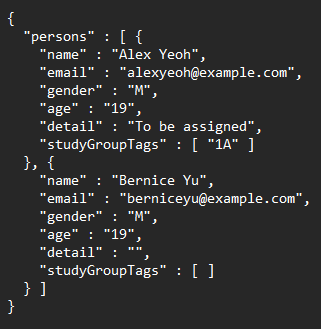 {
  "persons" : [ {
    "name" : "Alex Yeoh",
    "email" : "alexyeoh@example.com",
    "gender" : "M",
    "age" : "19",
    "detail" : "To be assigned",
    "studyGroupTags" : [ "1A" ]
  }, {
    "name" : "Bernice Yu",
    "email" : "berniceyu@example.com",
    "gender" : "M",
    "age" : "19",
    "detail" : "",
    "studyGroupTags" : [ ]
  } ]
}